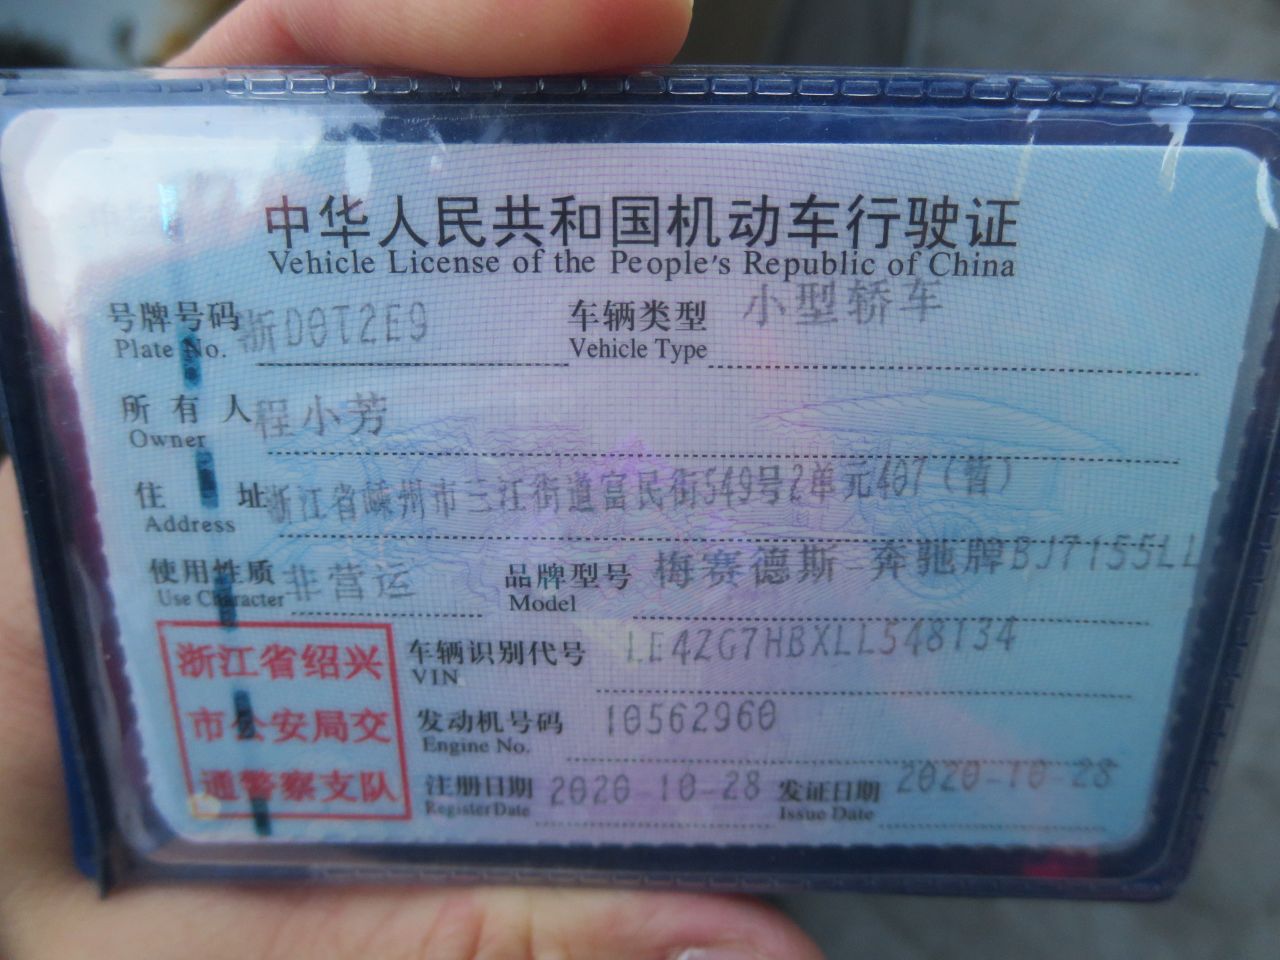 中华人民共和国机动车行驶证
Vehicle License of the People's Republic of China
号牌号码 浙D0T2E9 车辆类型 小型轿车
Plate No. Vehicle Type
所有人 程小芳
Owner
住址 浙江省嵊州市三江街道富民街549号2单元407（暂）
Address
使用性质 非营运 品牌型号 梅赛德斯-奔驰牌BJ7155LL
Use Character Model
浙江省绍兴
市公安局交
通警察支队
车辆识别代号 LE4ZG7HBXLL548134
VIN
发动机号码 10562960
Engine No.
注册日期 2020-10-28 发证日期 2020-10-28
Register Date Issue Date